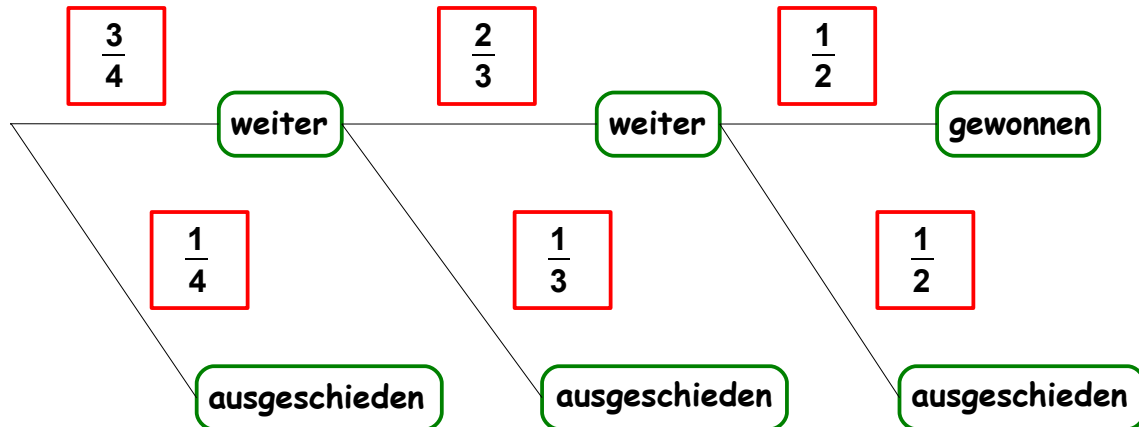 3/4 2/3 1/2
weiter weiter gewonnen
1/4 1/3 1/2
ausgeschieden ausgeschieden ausgeschieden